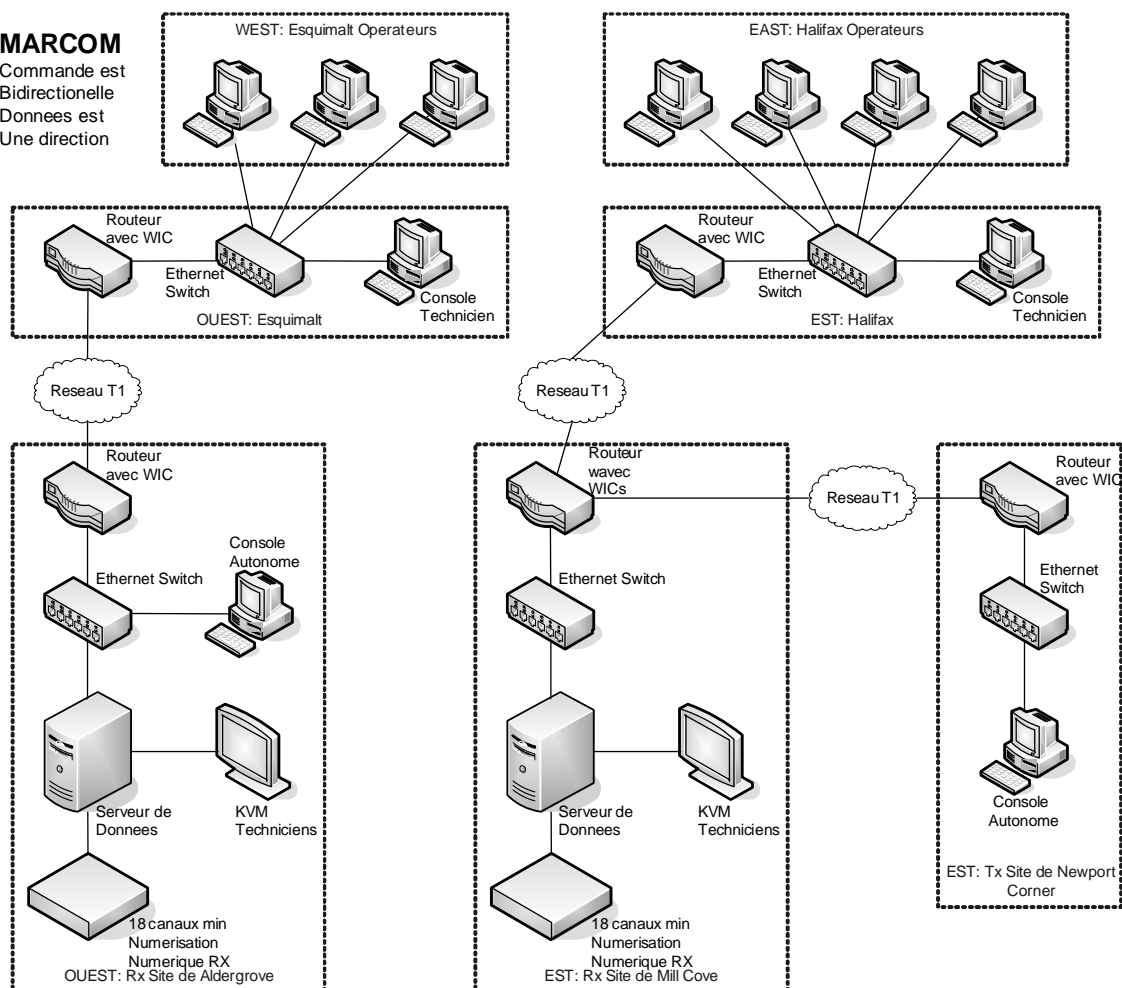 MARCOM
Commande est
Bidirectionelle
Donnees est
Une direction
WEST: Esquimalt Operateurs
EAST: Halifax Operateurs
Routeur
avec WIC
Ethernet
Switch
Console
Technicien
OUEST: Esquimalt
Routeur
avec WIC
Ethernet
Switch
Console
Technicien
EST: Halifax
Reseau T1
Reseau T1
Routeur
avec WIC
Console
Autonome
Ethernet Switch
Serveur de
Donnees
KVM
Techniciens
18 canaux min
Numerisation
Numerique RX
OUEST: Rx Site de Aldergrove
Routeur
wavec
WICs
Reseau T1
Ethernet Switch
Serveur de
Donnees
KVM
Techniciens
18 canaux min
Numerisation
Numerique RX
EST: Rx Site de Mill Cove
Routeur
avec WIC
Ethernet
Switch
Console
Autonome
EST: Tx Site de Newport
Corner